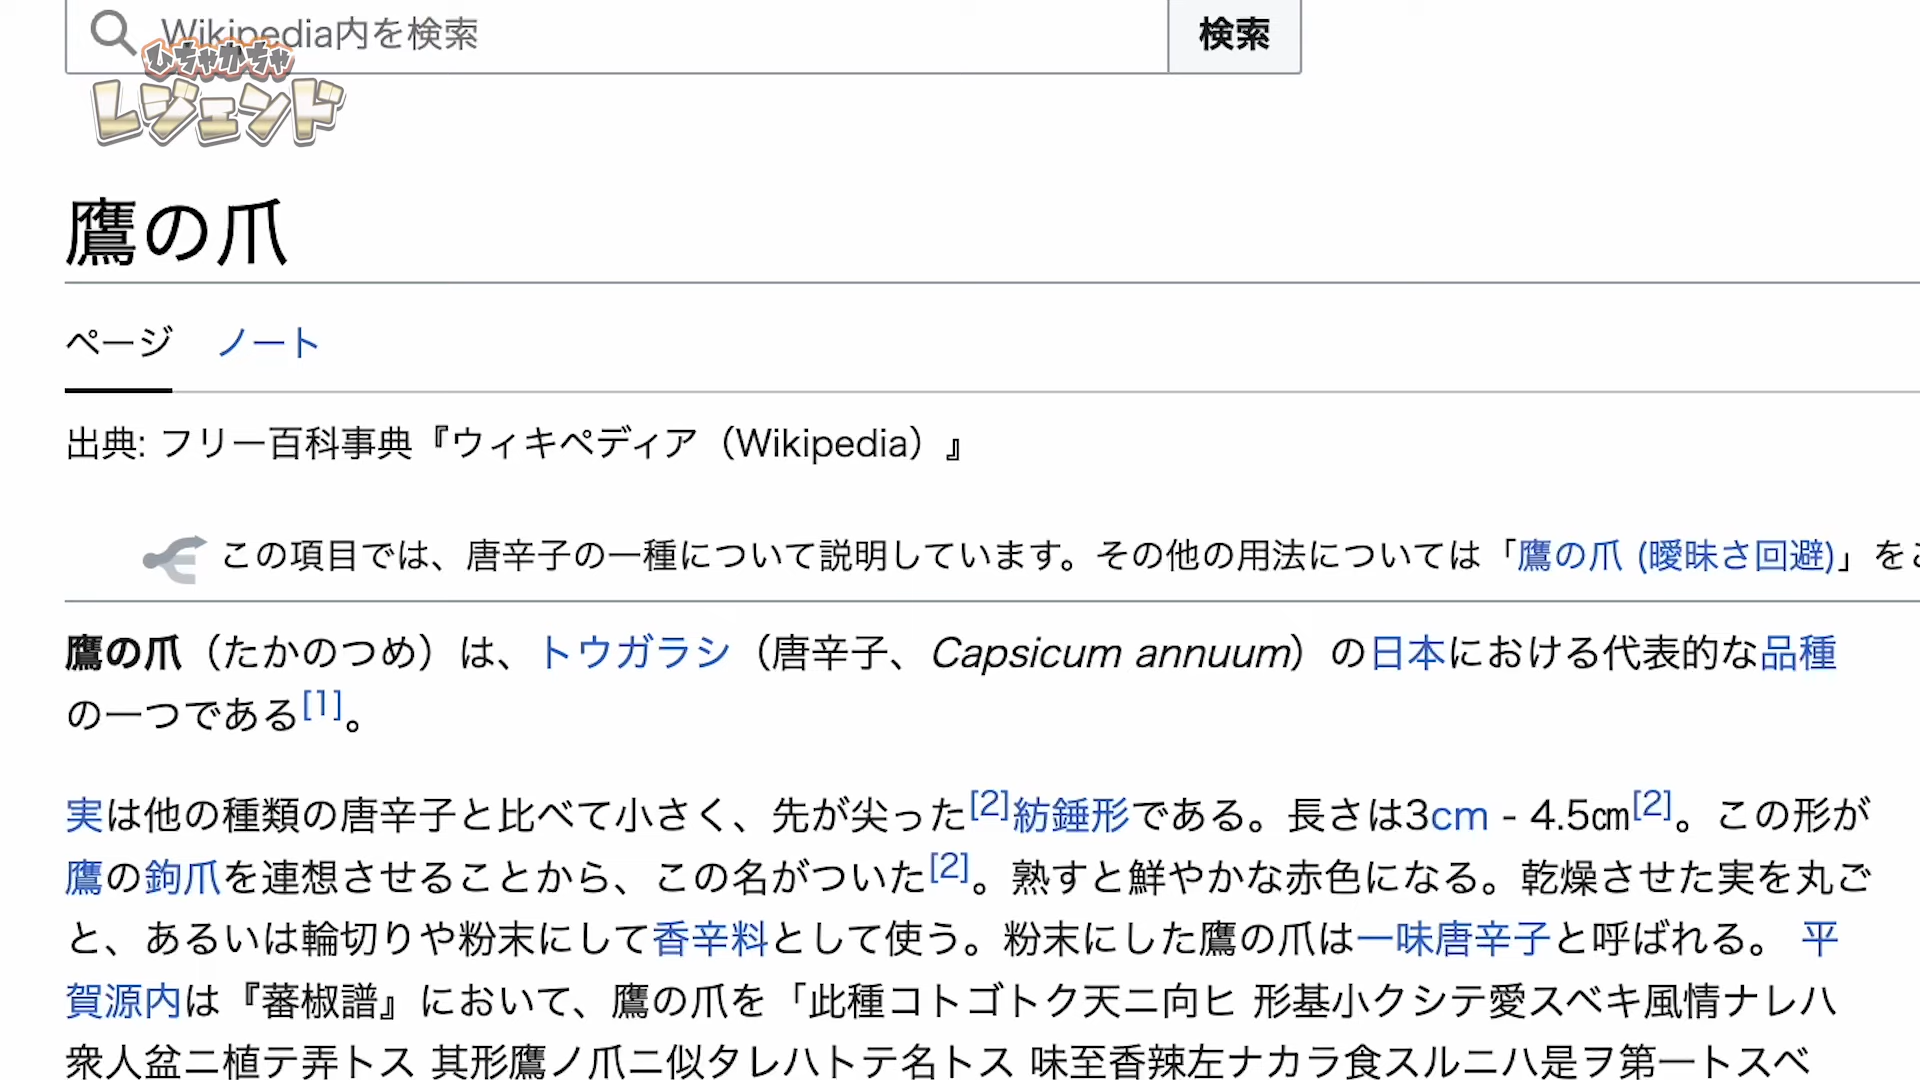 Wikipedia内を検索
検索
ひちゃかちゃ
レジェンド
鷹の爪
ページ ノート
出典: フリー百科事典『ウィキペディア（Wikipedia）』
この項目では、唐辛子の一種について説明しています。その他の用法については「鷹の爪 (曖昧さ回避)」をご
鷹の爪（たかのつめ）は、トウガラシ（唐辛子、Capsicum annuum）の日本における代表的な品種
の一つである[1]。
実は他の種類の唐辛子と比べて小さく、先が尖った[2]紡錘形である。長さは3cm - 4.5㎝[2]。この形が
鷹の鉤爪を連想させることから、この名がついた[2]。熟すと鮮やかな赤色になる。乾燥させた実を丸ご
と、あるいは輪切りや粉末にして香辛料として使う。粉末にした鷹の爪は一味唐辛子と呼ばれる。 平
賀源内は『蕃椒譜』において、鷹の爪を「此種コトゴトク天ニ向ヒ 形基小クシテ愛スベキ風情ナレハ
衆人盆ニ植テ弄トス 其形鷹ノ爪ニ似タレハトテ名トス 味至香辣左ナカラ食スルニハ是ヲ第一トスベ